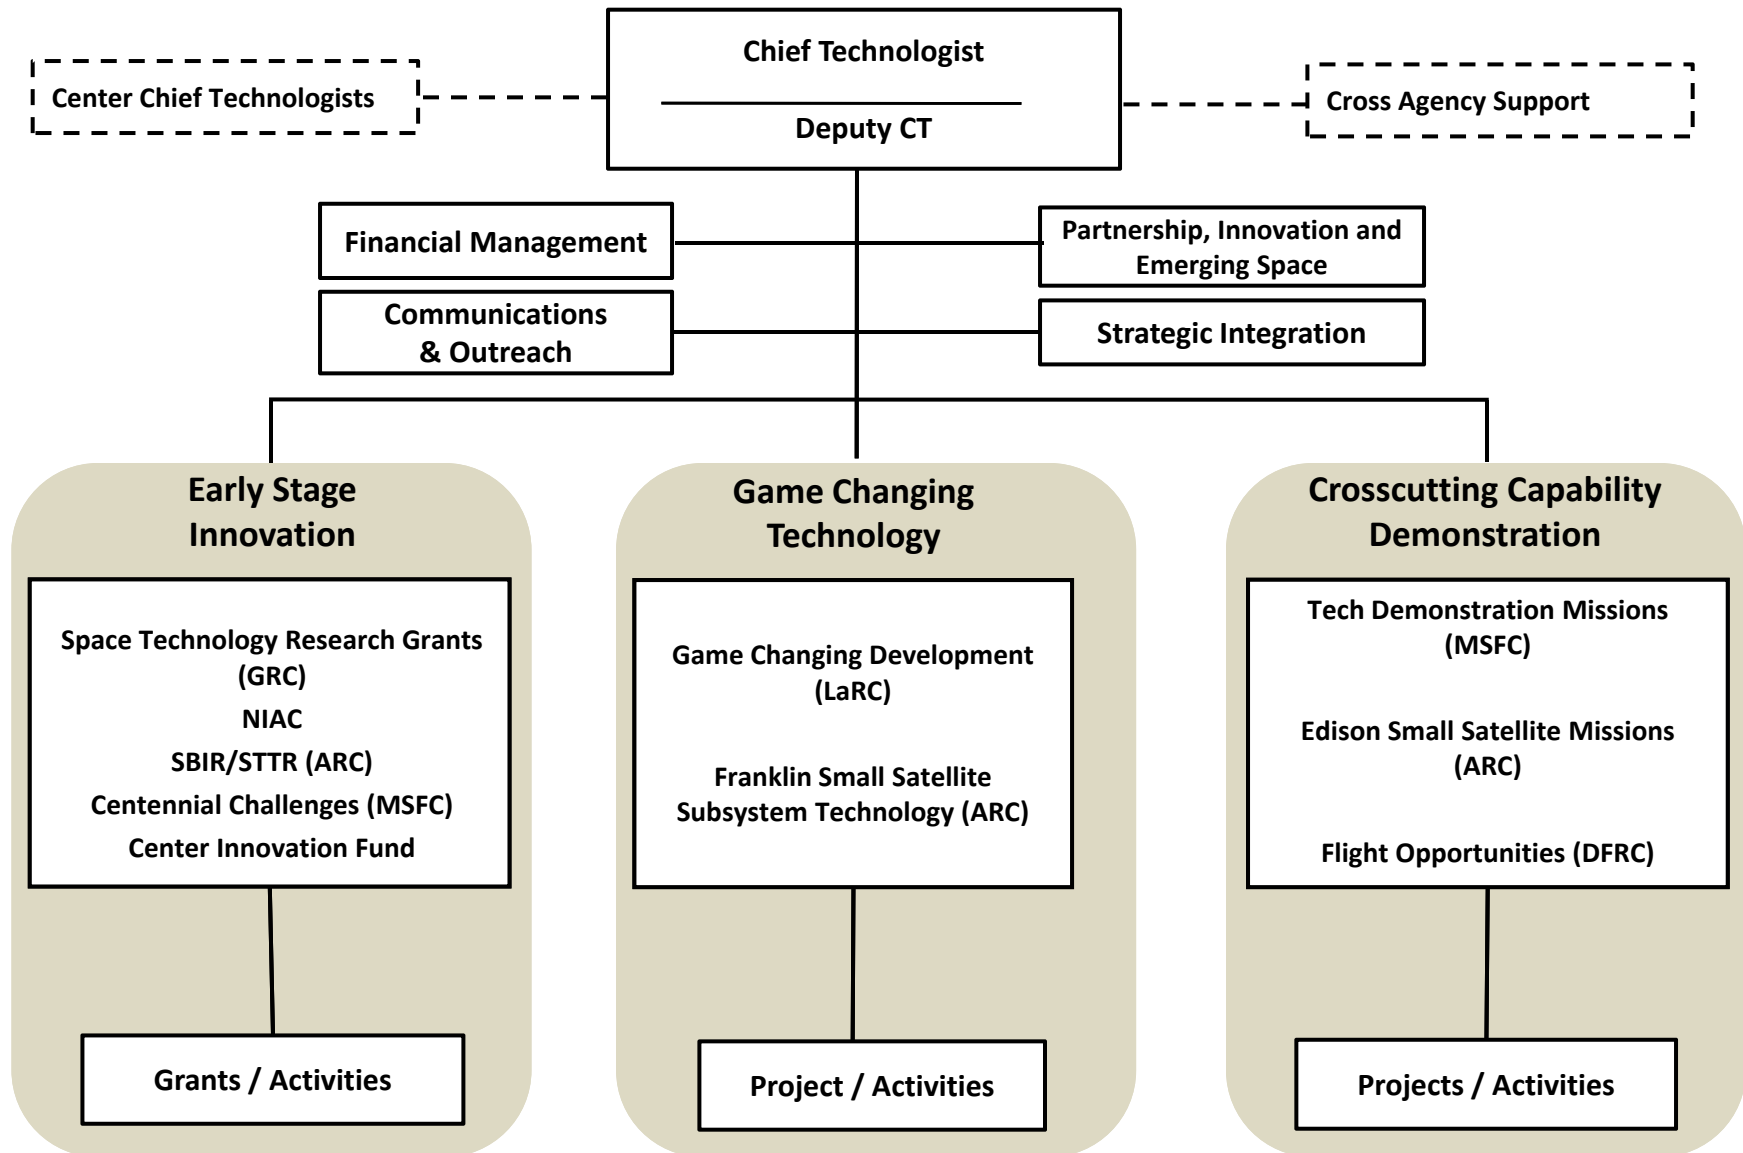 Chief Technologist
Deputy CT
Center Chief Technologists
Cross Agency Support
Financial Management
Partnership, Innovation and
Emerging Space
Communications
& Outreach
Strategic Integration
Early Stage
Innovation
Space Technology Research Grants
(GRC)
NIAC
SBIR/STTR (ARC)
Centennial Challenges (MSFC)
Center Innovation Fund
Grants / Activities
Game Changing
Technology
Game Changing Development
(LaRC)
Franklin Small Satellite
Subsystem Technology (ARC)
Project / Activities
Crosscutting Capability
Demonstration
Tech Demonstration Missions
(MSFC)
Edison Small Satellite Missions
(ARC)
Flight Opportunities (DFRC)
Projects / Activities